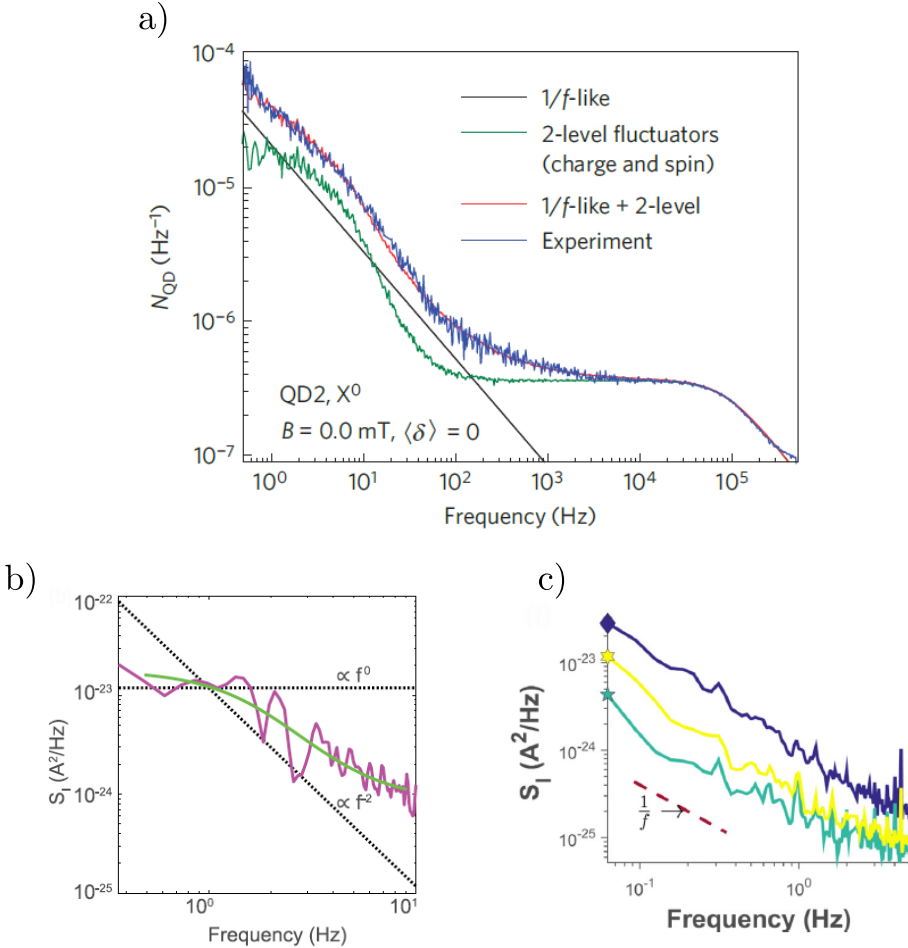 a)
10⁻⁴
10⁻⁵
10⁻⁶
10⁻⁷
N_QD (Hz⁻¹)
1/f-like
2-level fluctuators
(charge and spin)
1/f-like + 2-level
Experiment
QD2, X⁰
B = 0.0 mT, ⟨δ⟩ = 0
10⁰ 10¹ 10² 10³ 10⁴ 10⁵
Frequency (Hz)
b)
10⁻²²
10⁻²³
10⁻²⁴
10⁻²⁵
S_I (A²/Hz)
∝ f⁰
∝ f⁻²
10⁰ 10¹
Frequency (Hz)
c)
10⁻²³
10⁻²⁴
10⁻²⁵
S_I (A²/Hz)
1/f →
10⁻¹ 10⁰
Frequency (Hz)